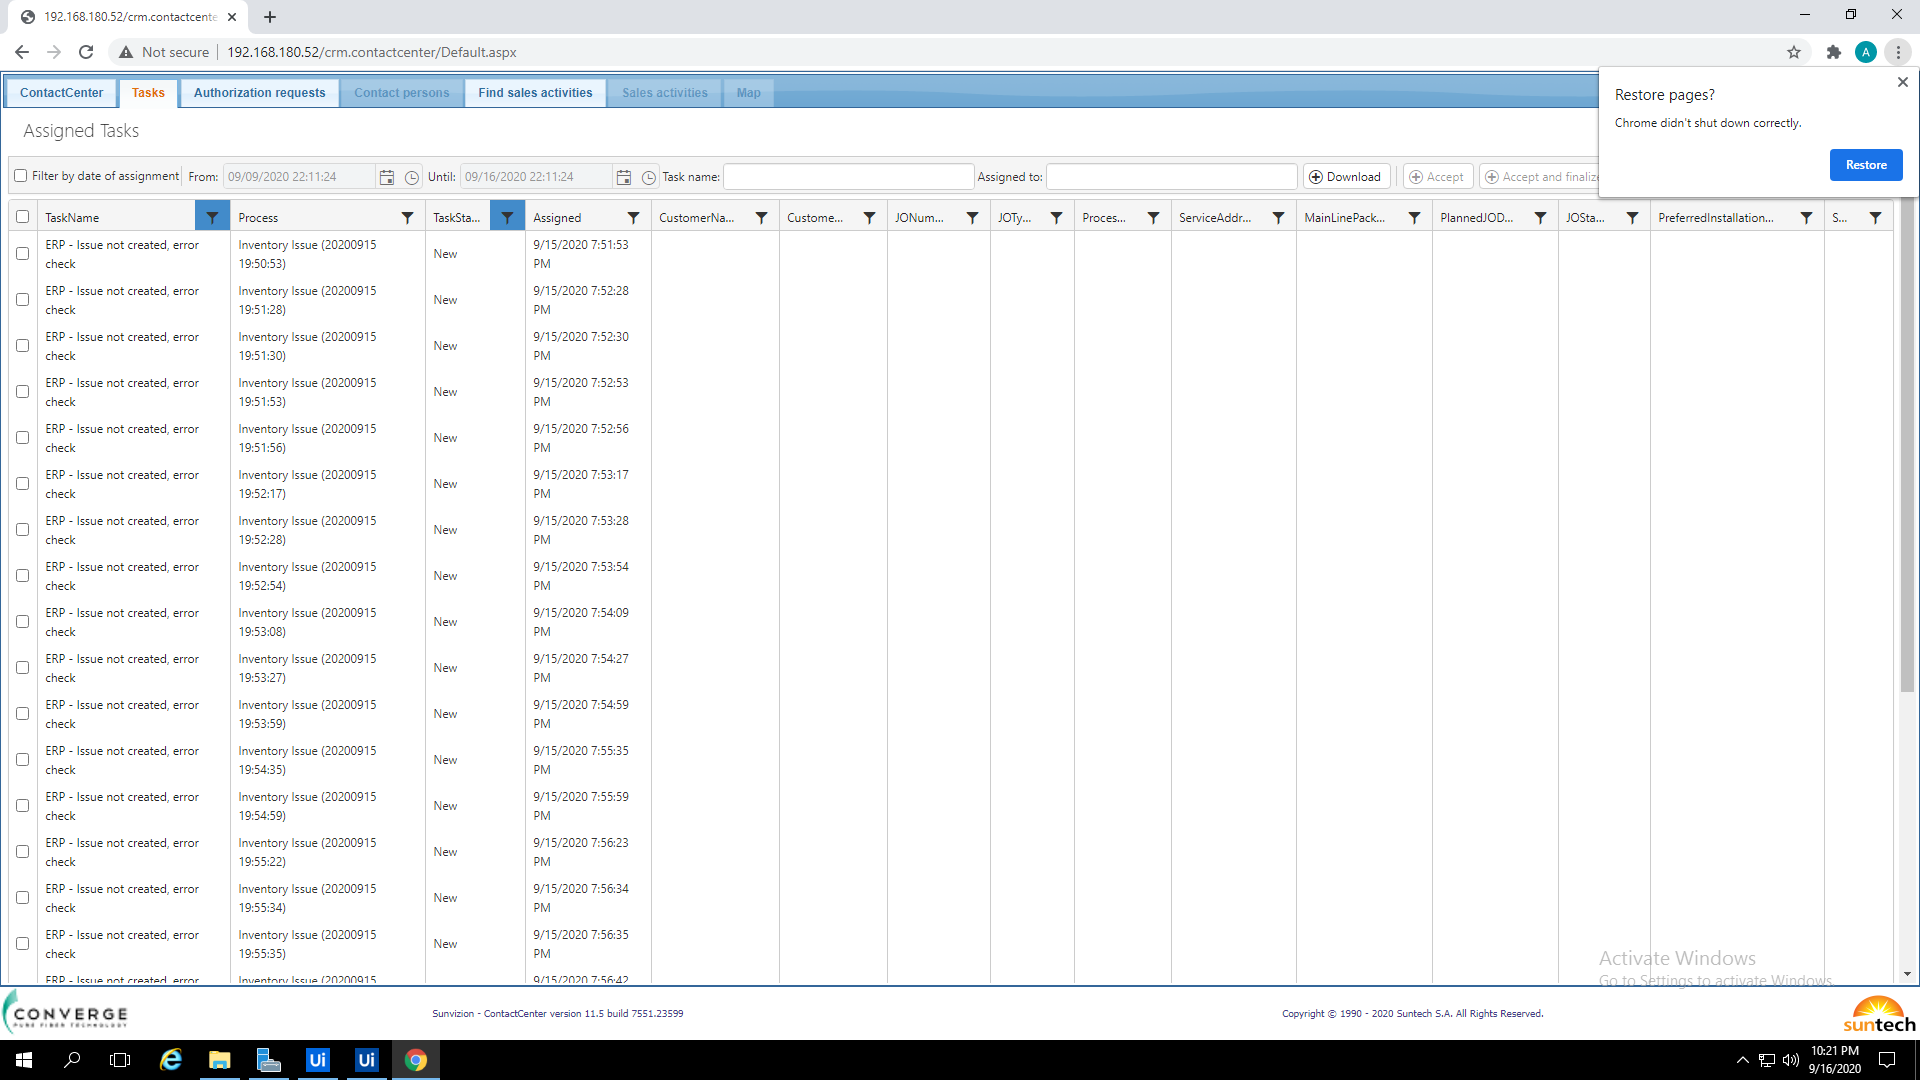 192.168.180.52/crm.contactcente
Not secure
192.168.180.52/crm.contactcenter/Default.aspx
A
ContactCenter
Tasks
Authorization requests
Contact persons
Find sales activities
Sales activities
Map
Restore pages?
Chrome didn't shut down correctly.
Restore
Assigned Tasks
Filter by date of assignment From: 09/09/2020 22:11:24 Until: 09/16/2020 22:11:24 Task name: Assigned to: Download Accept Accept and finalize
TaskName Process TaskSta... Assigned CustomerNa... Custome... JONum... JOTy... Proces... ServiceAddr... MainLinePack... PlannedJOD... JOSta... PreferredInstallation... S...
ERP - Issue not created, error check Inventory Issue (20200915 19:50:53) New 9/15/2020 7:51:53 PM
ERP - Issue not created, error check Inventory Issue (20200915 19:51:28) New 9/15/2020 7:52:28 PM
ERP - Issue not created, error check Inventory Issue (20200915 19:51:30) New 9/15/2020 7:52:30 PM
ERP - Issue not created, error check Inventory Issue (20200915 19:51:53) New 9/15/2020 7:52:53 PM
ERP - Issue not created, error check Inventory Issue (20200915 19:51:56) New 9/15/2020 7:52:56 PM
ERP - Issue not created, error check Inventory Issue (20200915 19:52:17) New 9/15/2020 7:53:17 PM
ERP - Issue not created, error check Inventory Issue (20200915 19:52:28) New 9/15/2020 7:53:28 PM
ERP - Issue not created, error check Inventory Issue (20200915 19:52:54) New 9/15/2020 7:53:54 PM
ERP - Issue not created, error check Inventory Issue (20200915 19:53:08) New 9/15/2020 7:54:09 PM
ERP - Issue not created, error check Inventory Issue (20200915 19:53:27) New 9/15/2020 7:54:27 PM
ERP - Issue not created, error check Inventory Issue (20200915 19:53:59) New 9/15/2020 7:54:59 PM
ERP - Issue not created, error check Inventory Issue (20200915 19:54:35) New 9/15/2020 7:55:35 PM
ERP - Issue not created, error check Inventory Issue (20200915 19:54:59) New 9/15/2020 7:55:59 PM
ERP - Issue not created, error check Inventory Issue (20200915 19:55:22) New 9/15/2020 7:56:23 PM
ERP - Issue not created, error check Inventory Issue (20200915 19:55:34) New 9/15/2020 7:56:34 PM
ERP - Issue not created, error check Inventory Issue (20200915 19:55:35) New 9/15/2020 7:56:35 PM
ERP - Issue not created, error Inventory Issue (20200915 9/15/2020 7:56:42
Activate Windows
Go to Settings to activate Windows.
CONVERGE
PURE FIBER TECHNOLOGY
Sunvizion - ContactCenter version 11.5 build 7551.23599
Copyright © 1990 - 2020 Suntech S.A. All Rights Reserved.
suntech
Ui
Ui
10:21 PM
9/16/2020